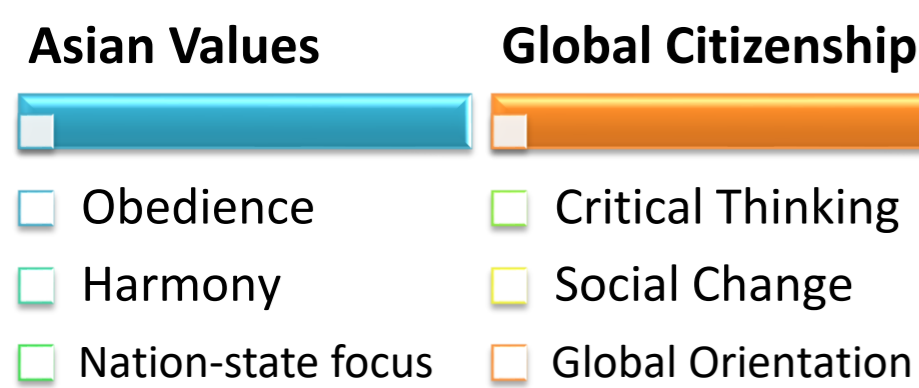 Asian Values
Obedience
Harmony
Nation-state focus
Global Citizenship
Critical Thinking
Social Change
Global Orientation